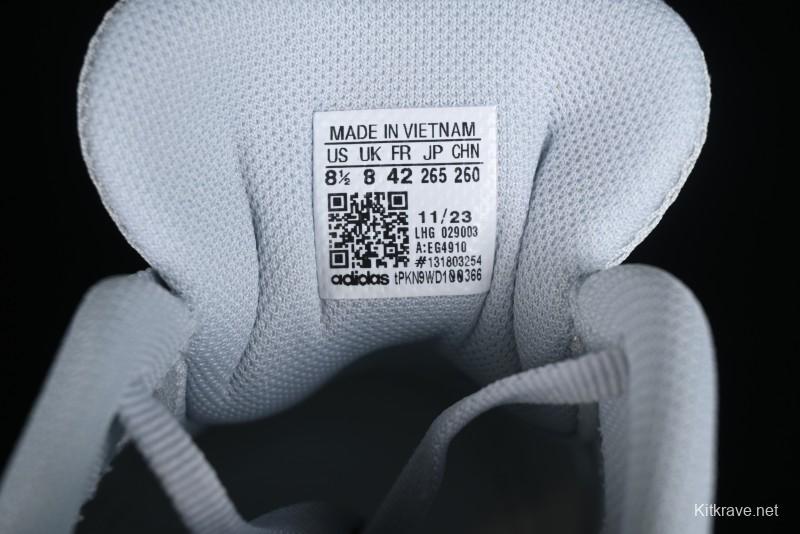 MADE IN VIETNAM
US UK FR JP CHN
8½ 8 42 265 260
11/23
LHG 029003
A:EG4910
#131803254
adidas tPKN9WD100366
Kitkrave.net